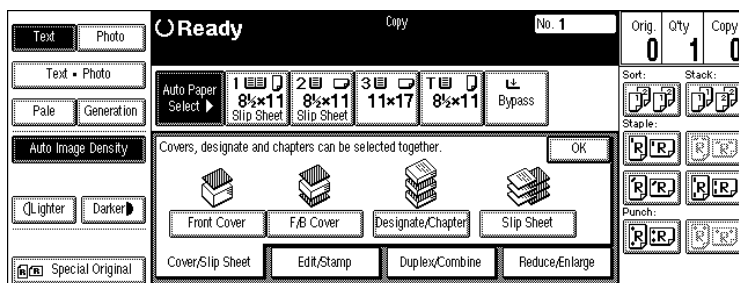 Text Photo
Text • Photo
Pale Generation
Auto Image Density
Lighter Darker
Special Original
Ready
Copy
No. 1
Auto Paper Select
1 8½×11 Slip Sheet
2 8½×11 Slip Sheet
3 11×17
T 8½×11
Bypass
Covers, designate and chapters can be selected together. OK
Front Cover F/B Cover Designate/Chapter Slip Sheet
Cover/Slip Sheet Edit/Stamp Duplex/Combine Reduce/Enlarge
Orig. Q'ty Copy
0 1 0
Sort: Stack:
Staple:
Punch: